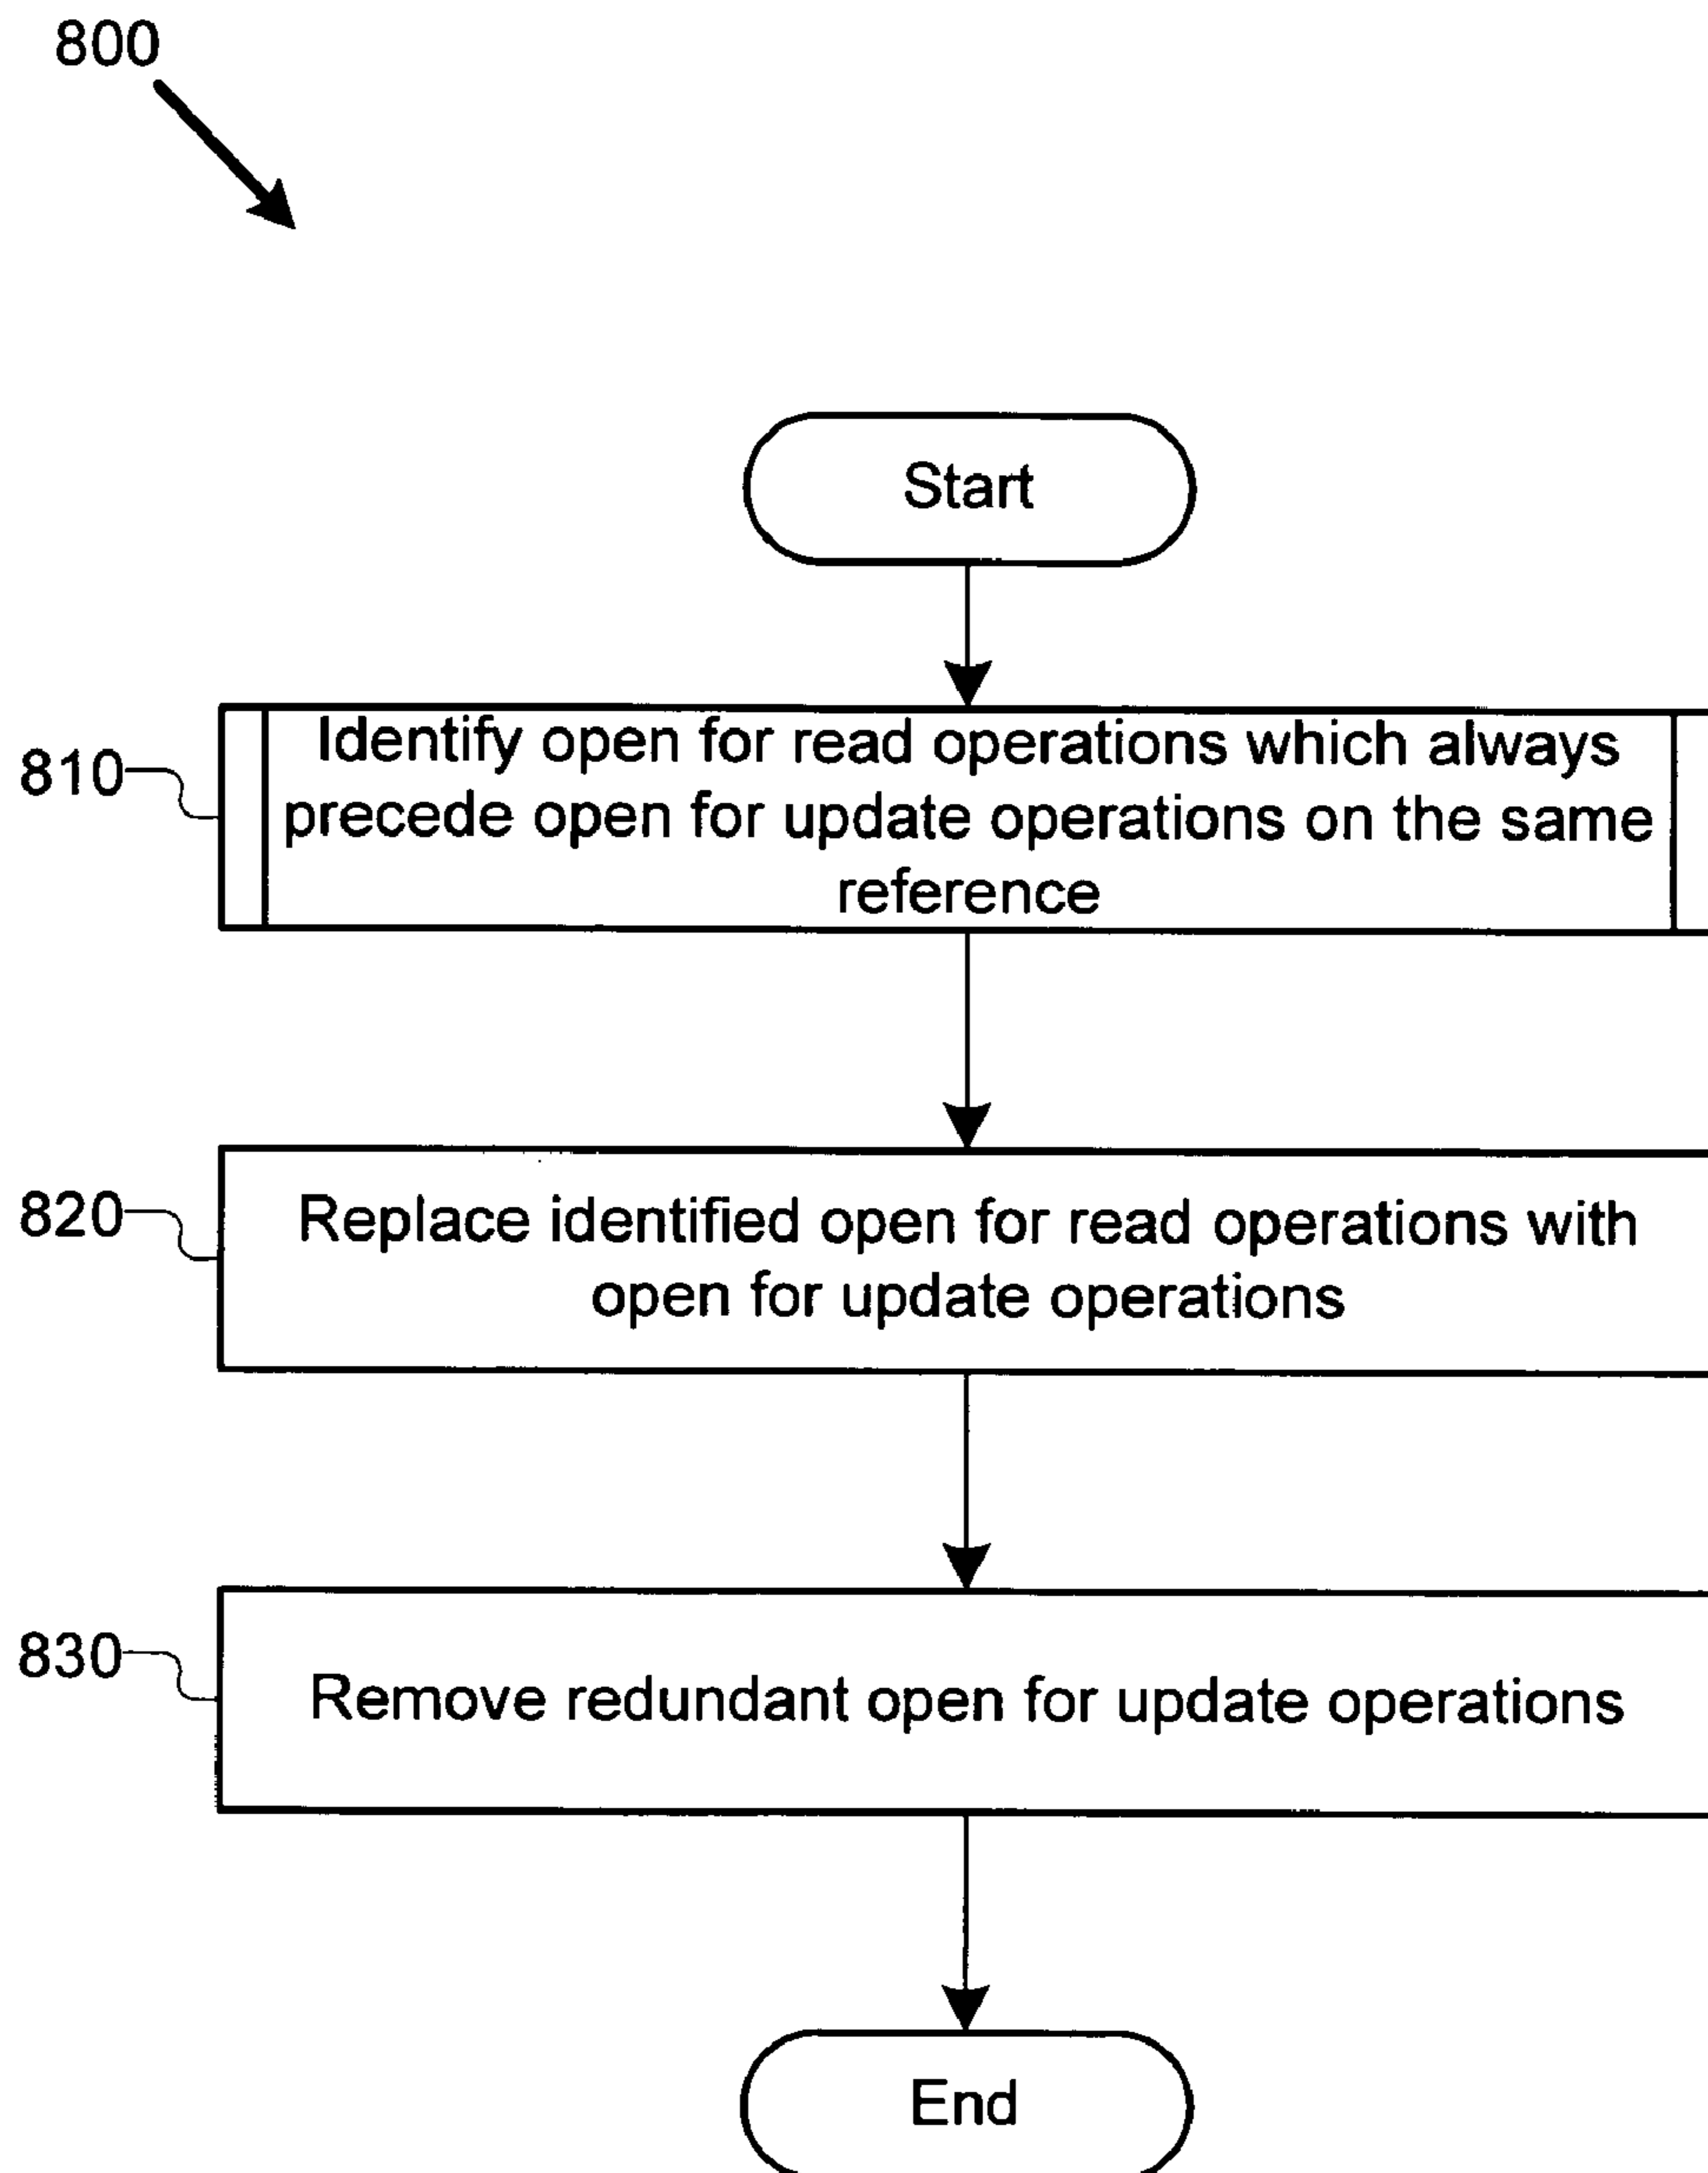 800
Start
810
Identify open for read operations which always
precede open for update operations on the same
reference
820
Replace identified open for read operations with
open for update operations
830
Remove redundant open for update operations
End